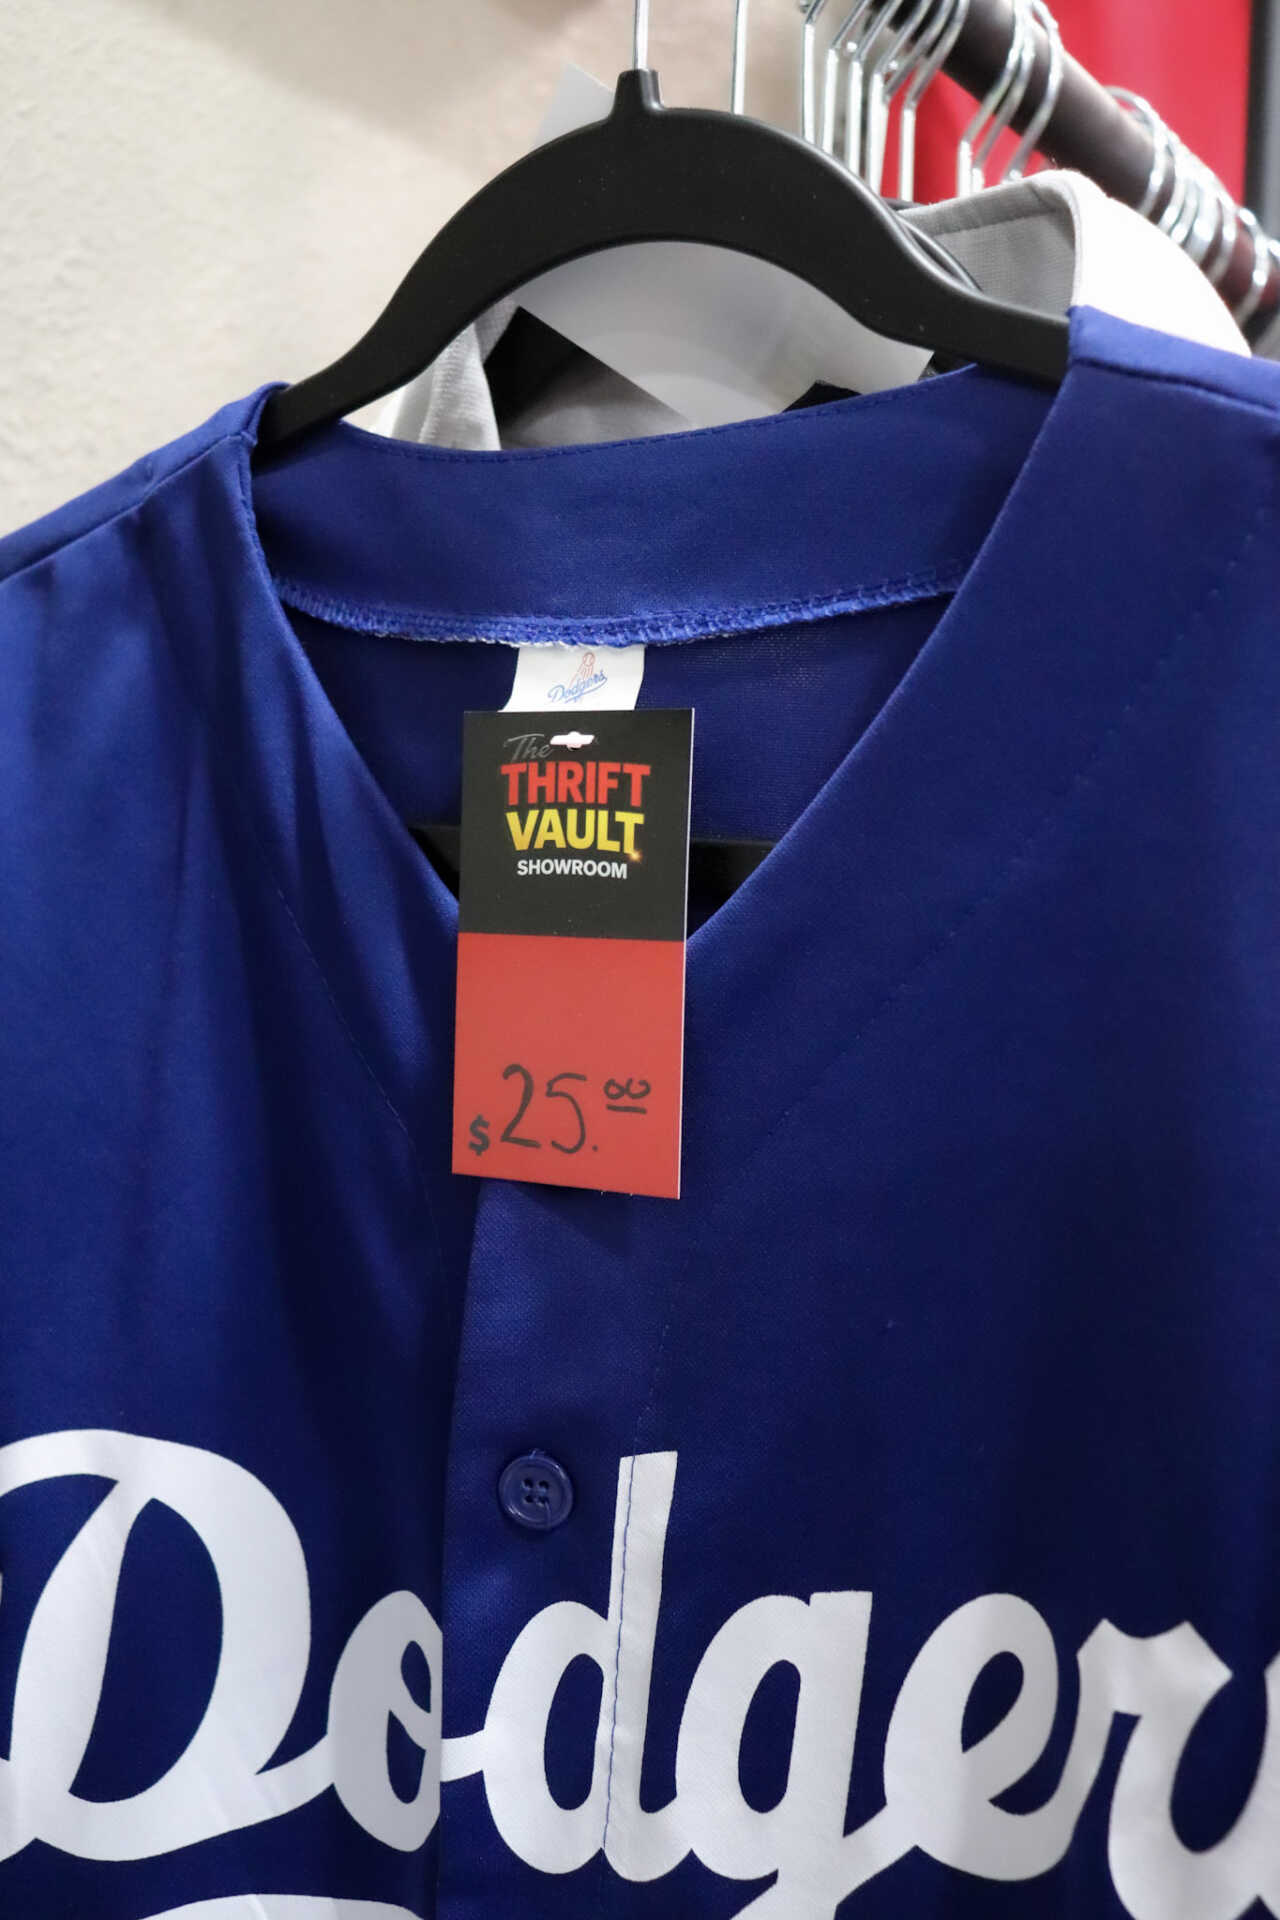 Dodgers
The
THRIFT
VAULT
SHOWROOM
$25.00
Dodgers